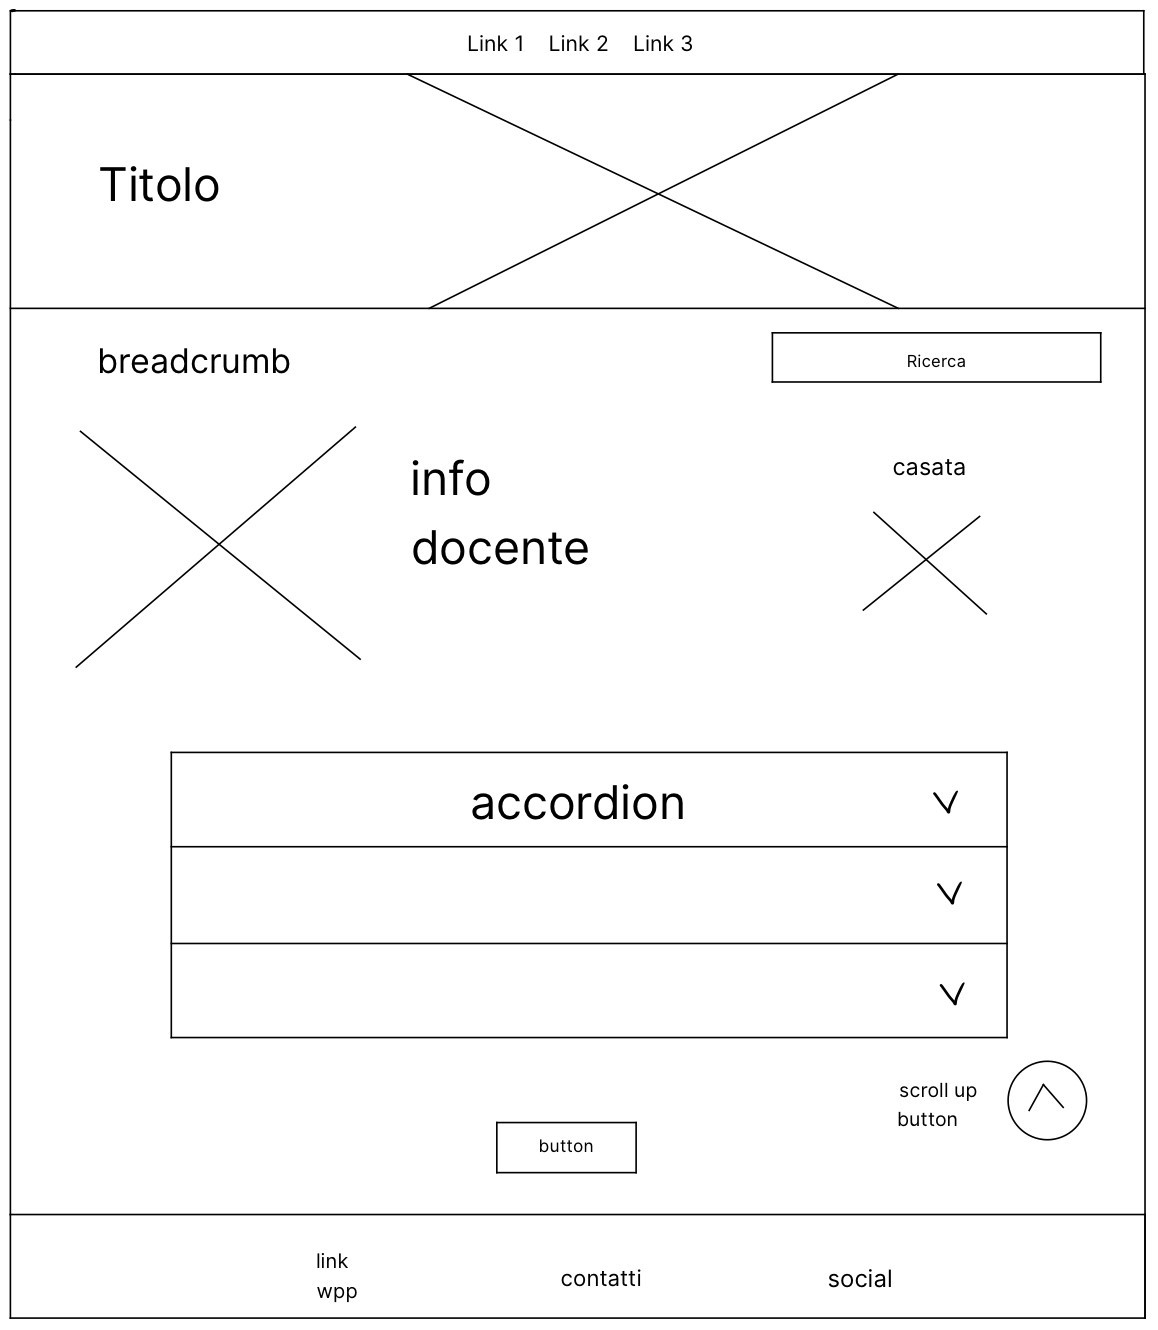 Link 1 Link 2 Link 3
Titolo
breadcrumb
Ricerca
info
docente
casata
accordion
scroll up
button
button
link
wpp
contatti
social